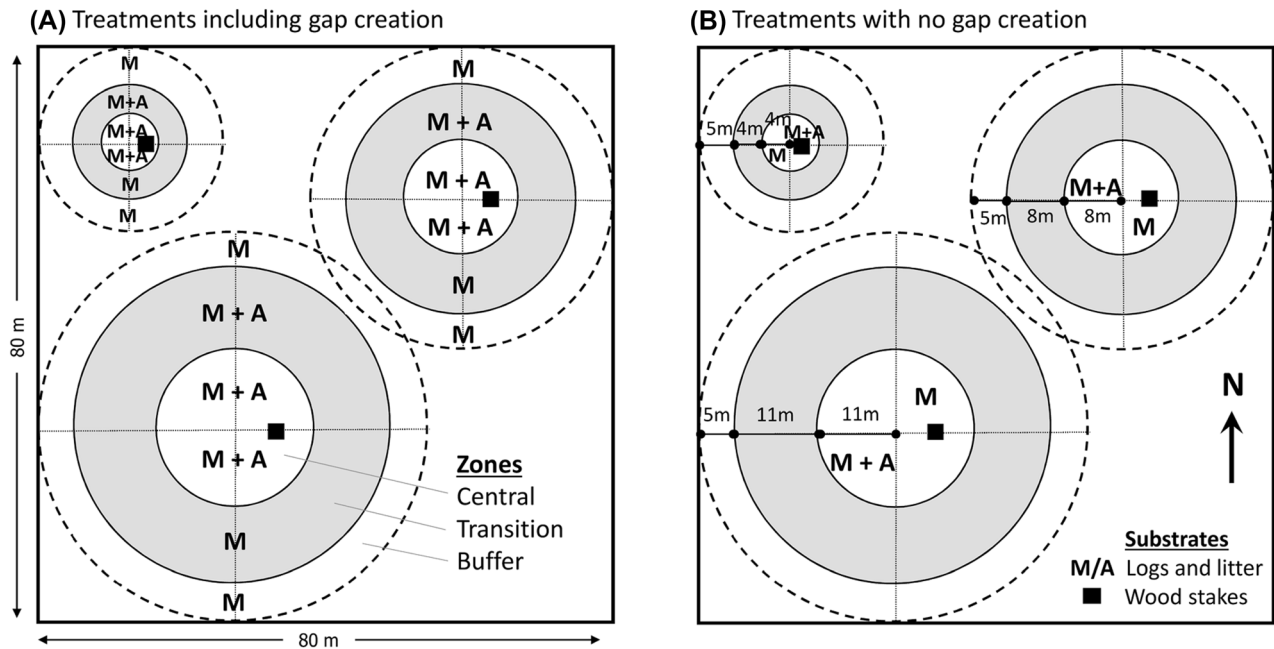 (A) Treatments including gap creation
M
M+A
M+A
M+A
M
M
M
M + A
M + A
M + A
M
M
M
M + A
M + A
M + A
M
M
Zones
Central
Transition
Buffer
80 m
80 m
(B) Treatments with no gap creation
5m 4m 4m
M+A
M
M+A
5m 8m 8m
M
M
5m 11m 11m
M + A
N
Substrates
M/A Logs and litter
Wood stakes